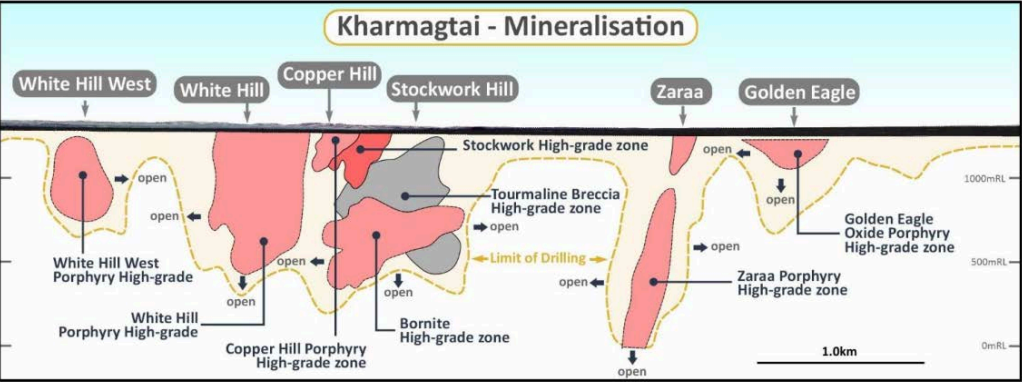 Kharmagtai - Mineralisation
White Hill West
White Hill
Copper Hill
Stockwork Hill
Zaraa
Golden Eagle
Stockwork High-grade zone
open
open
1000mRL
Tourmaline Breccia
High-grade zone
open
open
open
Golden Eagle
Oxide Porphyry
High-grade zone
open
White Hill West
Porphyry High-grade
open
Limit of Drilling
500mRL
open
Zaraa Porphyry
High-grade zone
open
open
White Hill
Porphyry High-grade
Bornite
High-grade zone
Copper Hill Porphyry
High-grade zone
1.0km
0mRL
open